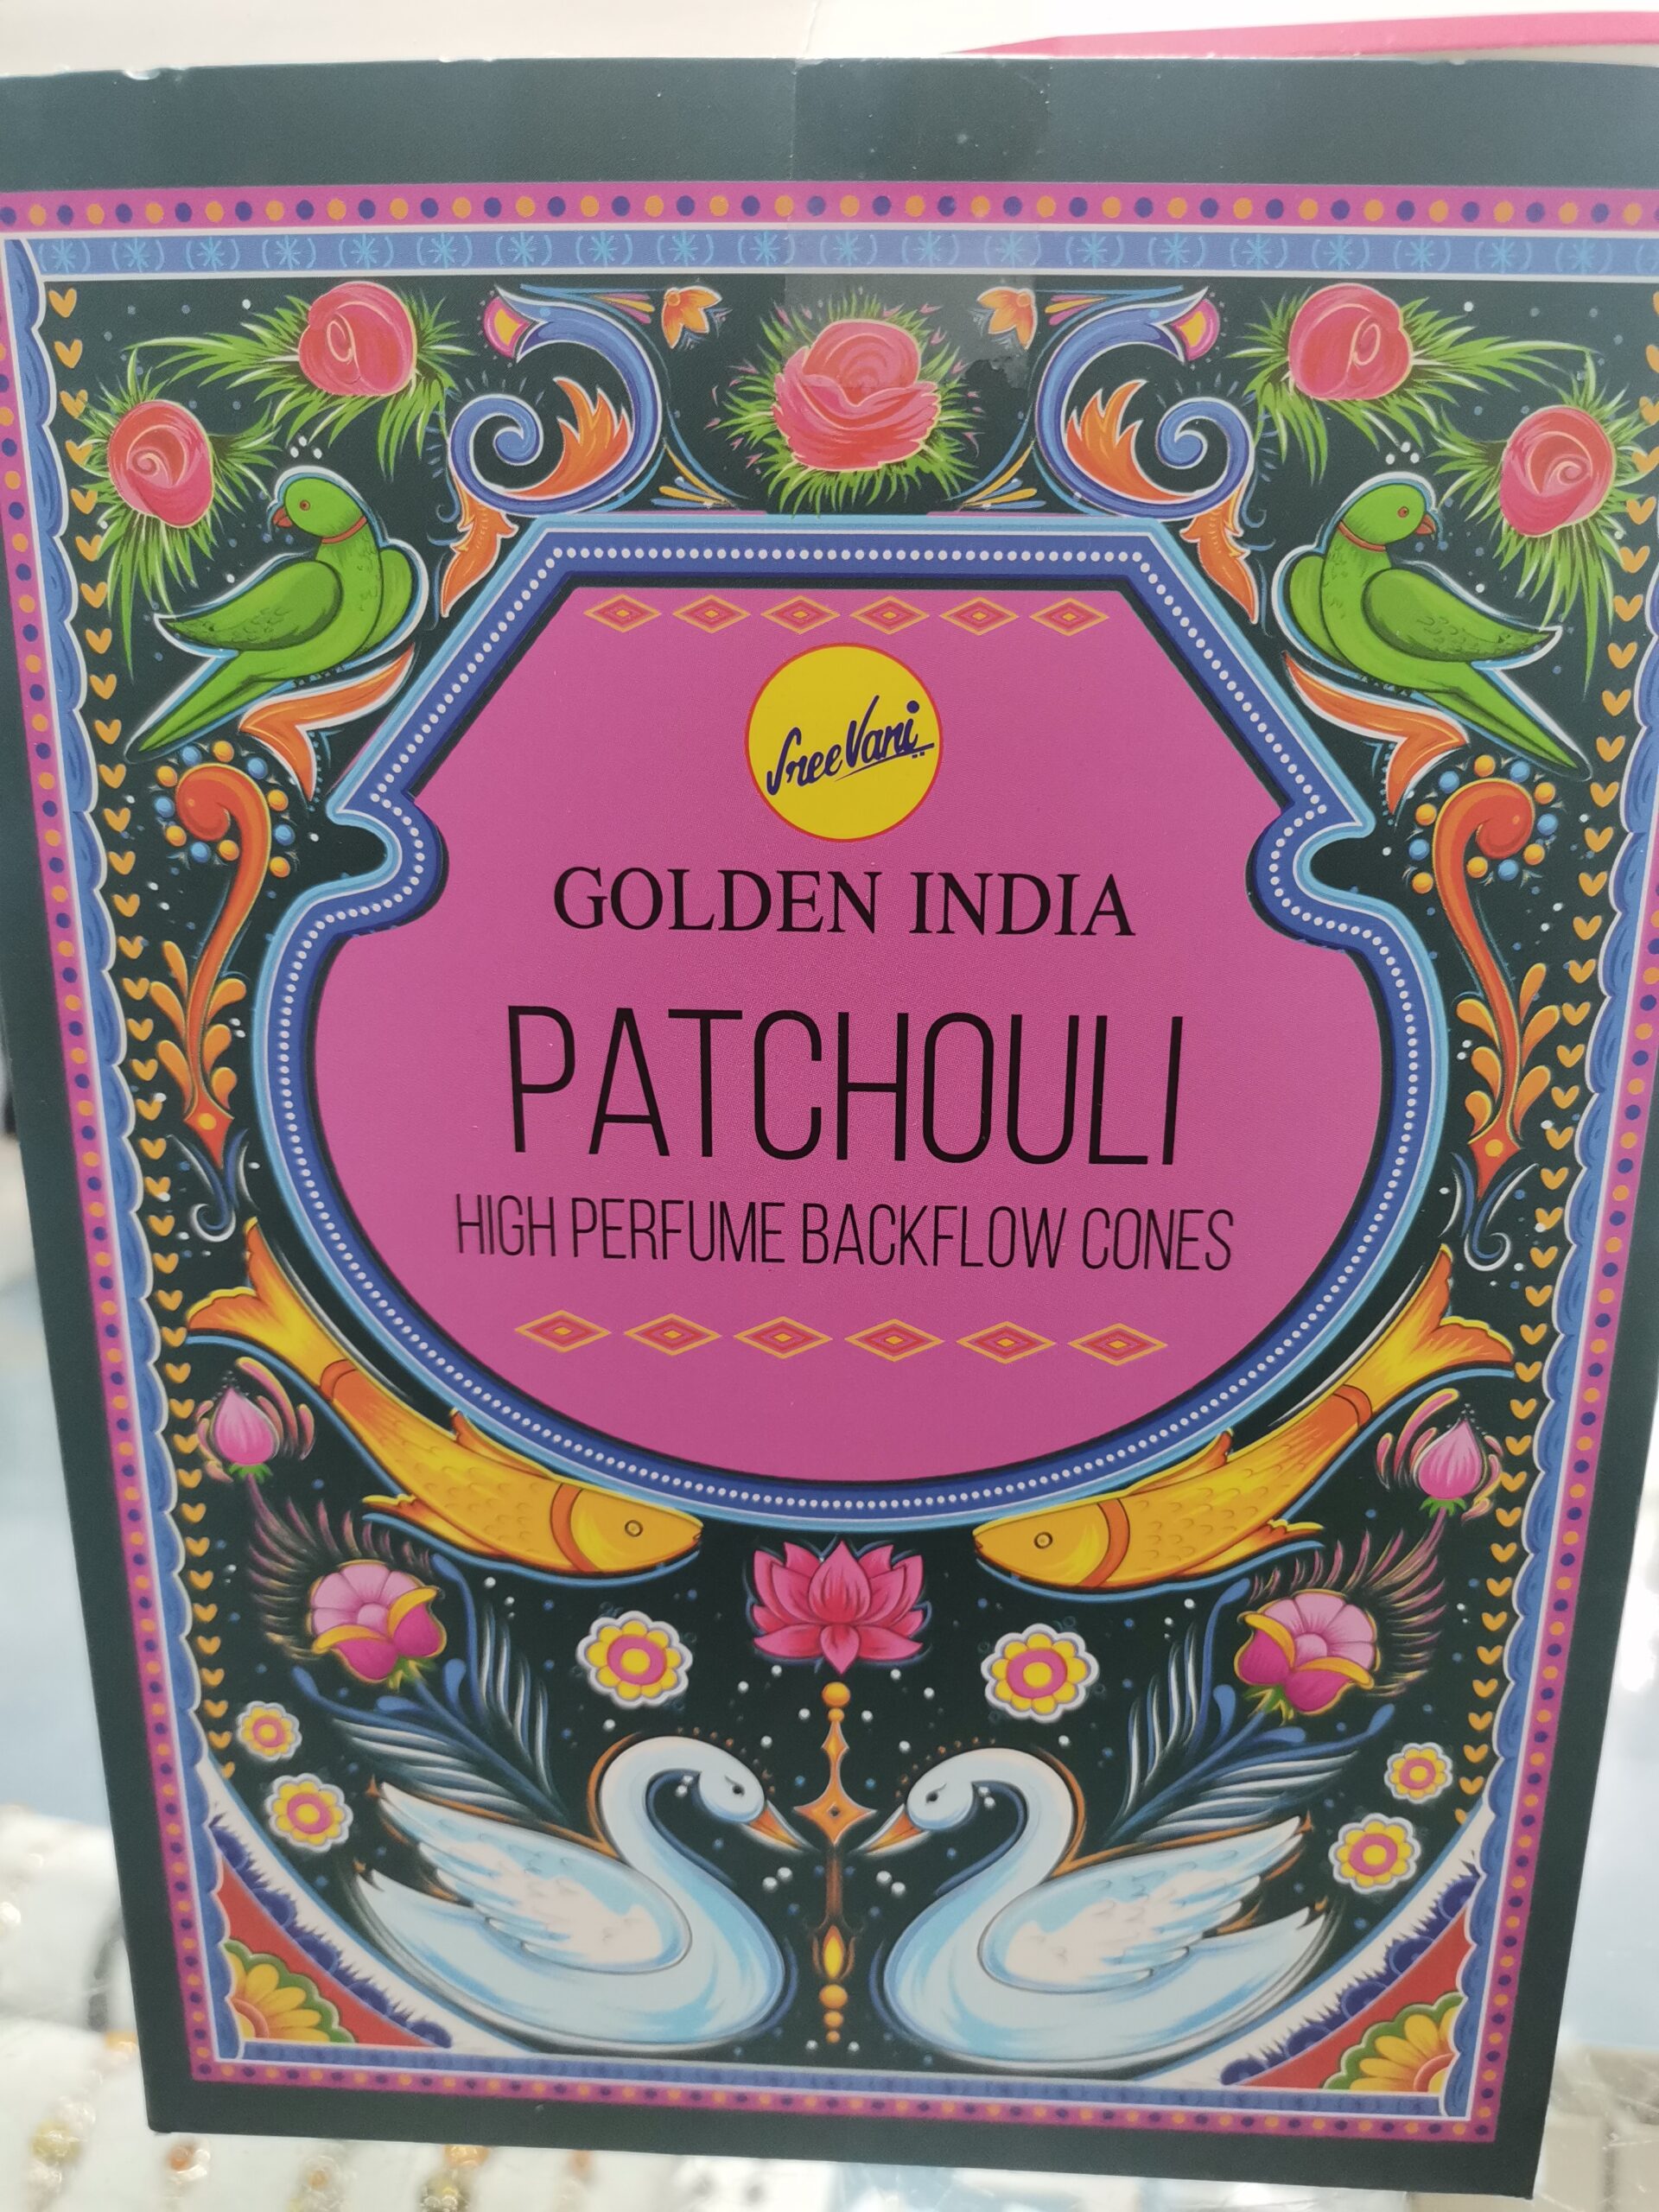 Sree Vani
GOLDEN INDIA
PATCHOULI
HIGH PERFUME BACKFLOW CONES